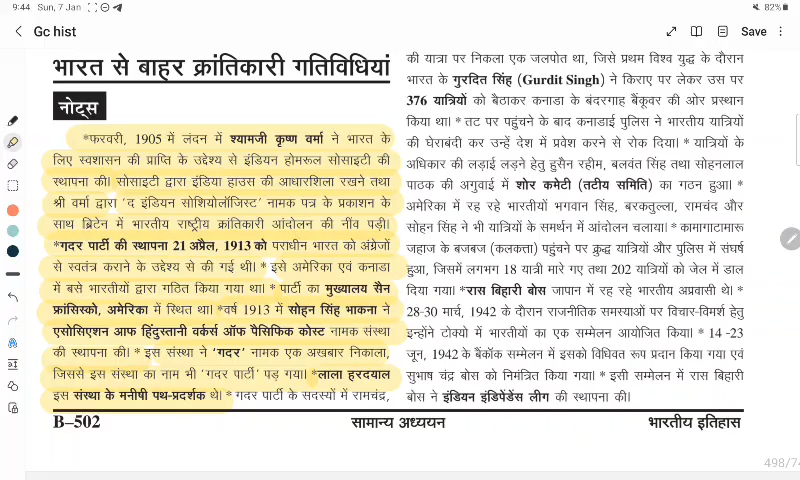 9:44 Sun, 7 Jan
82%
Gc hist
Save
भारत से बाहर क्रांतिकारी गतिविधियां
नोट्स
*फरवरी, 1905 में लंदन में श्यामजी कृष्ण वर्मा ने भारत के
लिए स्वशासन की प्राप्ति के उद्देश्य से इंडियन होमरूल सोसाइटी की
स्थापना की। सोसाइटी द्वारा इंडिया हाउस की आधारशिला रखने तथा
श्री वर्मा द्वारा ‘द इंडियन सोशियोलॉजिस्ट’ नामक पत्र के प्रकाशन के
साथ ब्रिटेन में भारतीय राष्ट्रीय क्रांतिकारी आंदोलन की नींव पड़ी।
*गदर पार्टी की स्थापना 21 अप्रैल, 1913 को पराधीन भारत को अंग्रेजों
से स्वतंत्र कराने के उद्देश्य से की गई थी। * इसे अमेरिका एवं कनाडा
में बसे भारतीयों द्वारा गठित किया गया था। * पार्टी का मुख्यालय सैन
फ्रांसिस्को, अमेरिका में स्थित था। *वर्ष 1913 में सोहन सिंह भाकना ने
एसोसिएशन आफ हिंदुस्तानी वर्कर्स ऑफ पैसिफिक कोस्ट नामक संस्था
की स्थापना की। * इस संस्था ने ‘गदर’ नामक एक अखबार निकाला,
जिससे इस संस्था का नाम भी ‘गदर पार्टी’ पड़ गया। *लाला हरदयाल
इस संस्था के मनीषी पथ-प्रदर्शक थे। * गदर पार्टी के सदस्यों में रामचंद्र,
की यात्रा पर निकला एक जलपोत था, जिसे प्रथम विश्व युद्ध के दौरान
भारत के गुरदित सिंह (Gurdit Singh) ने किराए पर लेकर उस पर
376 यात्रियों को बैठाकर कनाडा के बंदरगाह बैंकूवर की ओर प्रस्थान
किया था। * तट पर पहुंचने के बाद कनाडाई पुलिस ने भारतीय यात्रियों
की घेराबंदी कर उन्हें देश में प्रवेश करने से रोक दिया। * यात्रियों के
अधिकार की लड़ाई लड़ने हेतु हुसैन रहीम, बलवंत सिंह तथा सोहनलाल
पाठक की अगुवाई में शोर कमेटी (तटीय समिति) का गठन हुआ। *
अमेरिका में रह रहे भारतीय भगवान सिंह, बरकतुल्ला, रामचंद और
सोहन सिंह ने भी यात्रियों के समर्थन में आंदोलन चलाया। * कामागाटामारू
जहाज के बजबज (कलकत्ता) पहुंचने पर क्रुद्ध यात्रियों और पुलिस में संघर्ष
हुआ, जिसमें लगभग 18 यात्री मारे गए तथा 202 यात्रियों को जेल में डाल
दिया गया। *रास बिहारी बोस जापान में रह रहे भारतीय अप्रवासी थे। *
28-30 मार्च, 1942 के दौरान राजनीतिक समस्याओं पर विचार-विमर्श हेतु
इन्होंने टोक्यो में भारतीयों का एक सम्मेलन आयोजित किया। * 14 -23
जून, 1942 के बैंकॉक सम्मेलन में इसको विधिवत रूप प्रदान किया गया एवं
सुभाष चंद्र बोस को निमंत्रित किया गया। * इसी सम्मेलन में रास बिहारी
बोस ने इंडियन इंडिपेंडेंस लीग की स्थापना की।
B–502 सामान्य अध्ययन भारतीय इतिहास